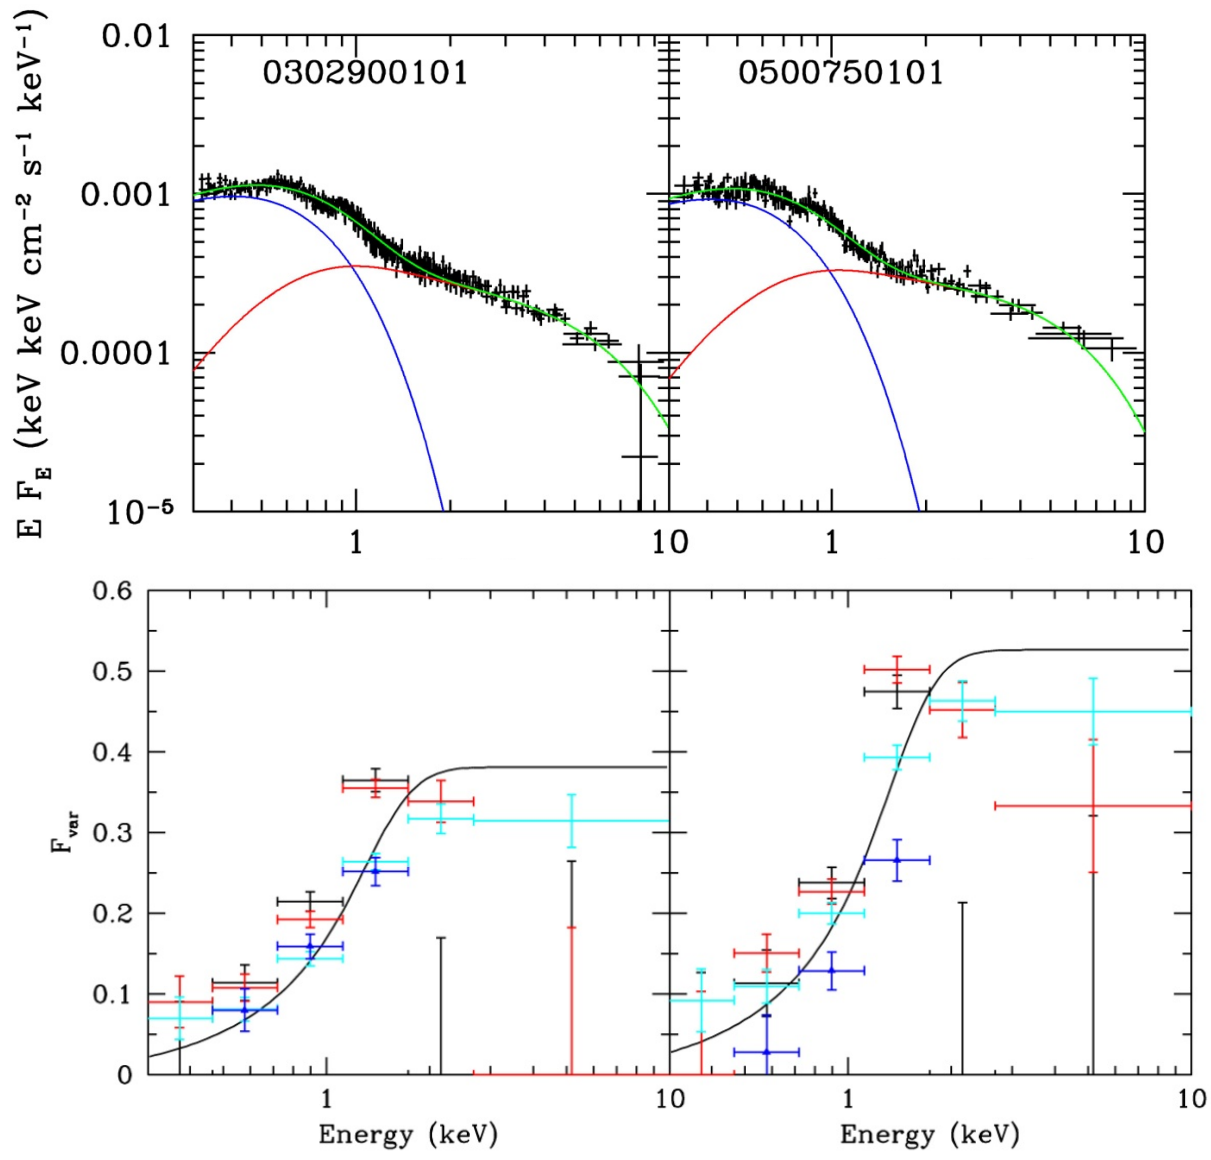 E F_E (keV keV cm⁻² s⁻¹ keV⁻¹)
0302900101 0500750101
0.01
0.001
0.0001
10⁻⁵
1 10 1 10
F_var
0.6
0.5
0.4
0.3
0.2
0.1
0
1 10 1 10
Energy (keV) Energy (keV)